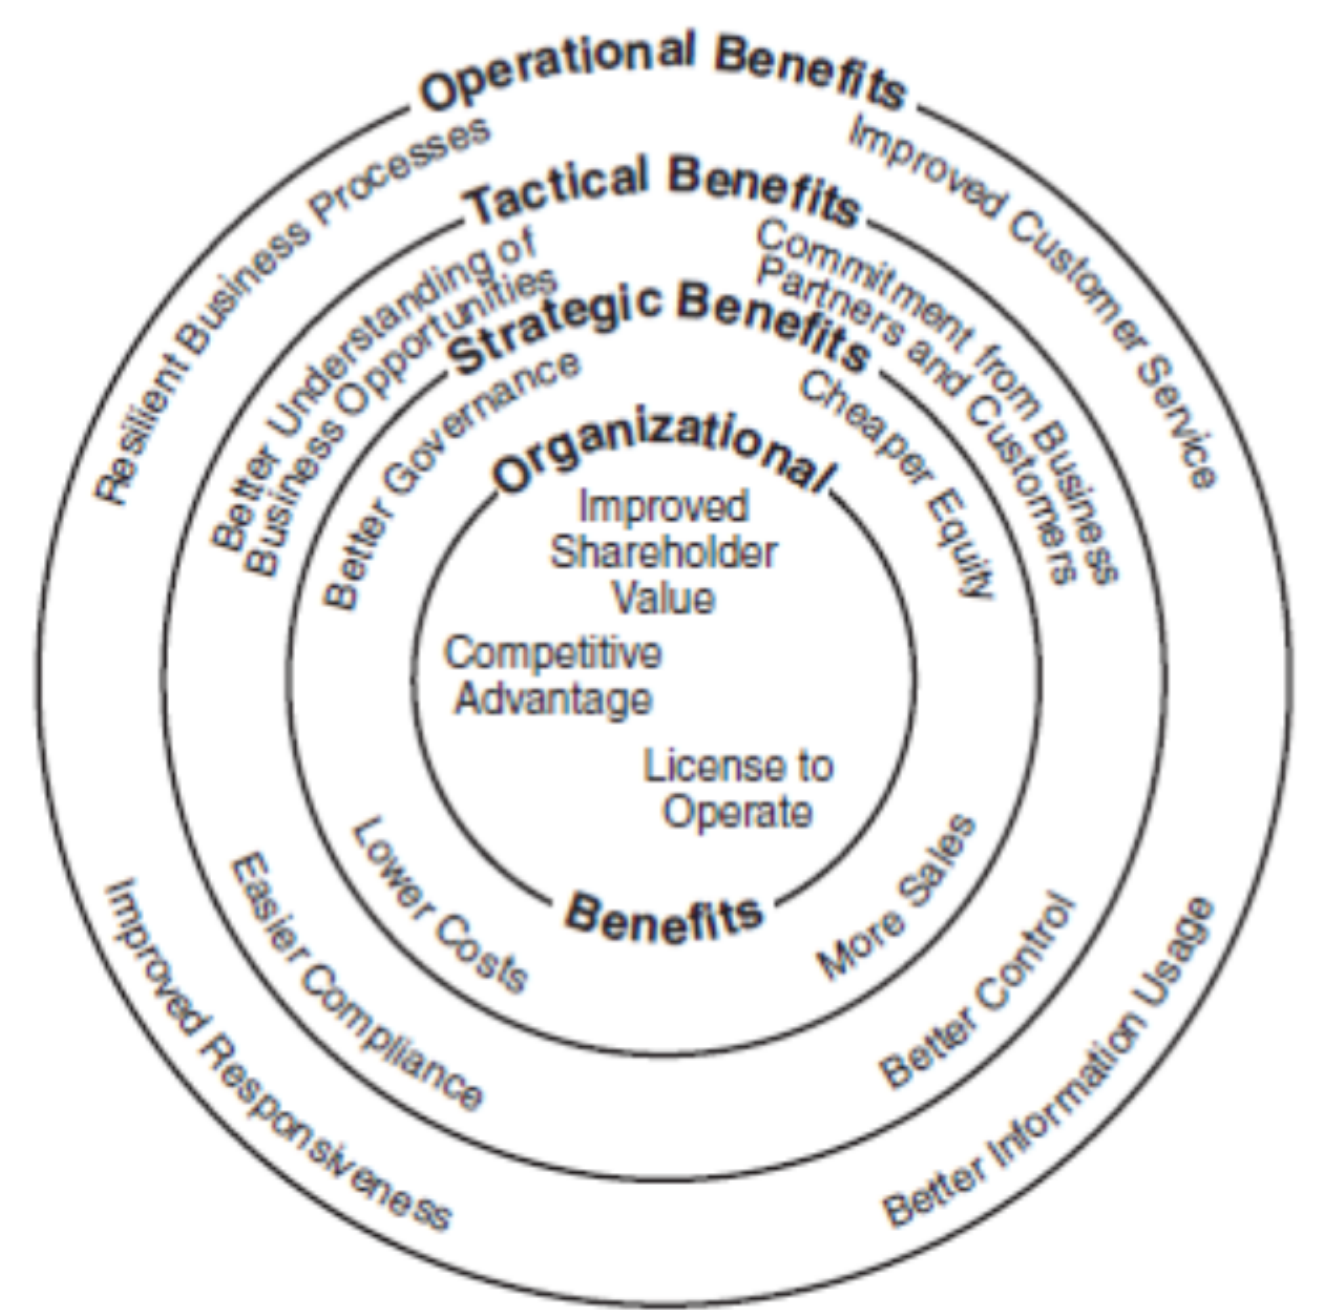 Operational Benefits
Resilient Business Processes
Improved Customer Service
Tactical Benefits
Better Understanding of
Business Opportunities
Commitment from Business
Partners and Customers
Strategic Benefits
Better Governance
Cheaper Equity
Organizational
Improved
Shareholder
Value
Competitive
Advantage
License to
Operate
Benefits
Lower Costs
More Sales
Easier Compliance
Better Control
Improved Responsiveness
Better Information Usage